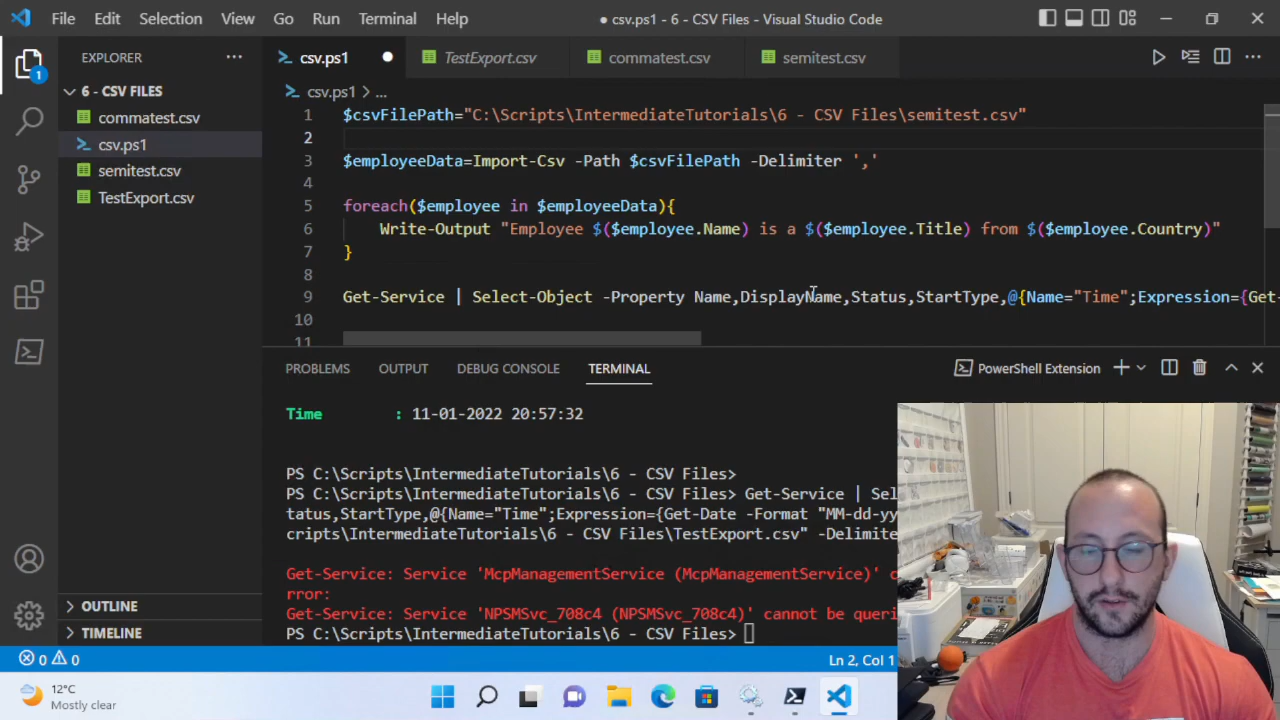 File Edit Selection View Go Run Terminal Help ● csv.ps1 - 6 - CSV Files - Visual Studio Code
EXPLORER ··· csv.ps1 ● TestExport.csv commatest.csv semitest.csv ···
1
6 - CSV FILES
commatest.csv
csv.ps1
semitest.csv
TestExport.csv
OUTLINE
TIMELINE
csv.ps1 > ...
1 $csvFilePath="C:\Scripts\IntermediateTutorials\6 - CSV Files\semitest.csv"
2
3 $employeeData=Import-Csv -Path $csvFilePath -Delimiter ','
4
5 foreach($employee in $employeeData){
6 Write-Output "Employee $($employee.Name) is a $($employee.Title) from $($employee.Country)"
7 }
8
9 Get-Service | Select-Object -Property Name,DisplayName,Status,StartType,@{Name="Time";Expression={Get-
10
11
PROBLEMS OUTPUT DEBUG CONSOLE TERMINAL PowerShell Extension
Time : 11-01-2022 20:57:32
PS C:\Scripts\IntermediateTutorials\6 - CSV Files>
PS C:\Scripts\IntermediateTutorials\6 - CSV Files> Get-Service | Sel
tatus,StartType,@{Name="Time";Expression={Get-Date -Format "MM-dd-yy
cripts\IntermediateTutorials\6 - CSV Files\TestExport.csv" -Delimite
Get-Service: Service 'McpManagementService (McpManagementService)' c
rror:
Get-Service: Service 'NPSMSvc_708c4 (NPSMSvc_708c4)' cannot be queri
PS C:\Scripts\IntermediateTutorials\6 - CSV Files>
0 0 Ln 2, Col 1
12°C
Mostly clear